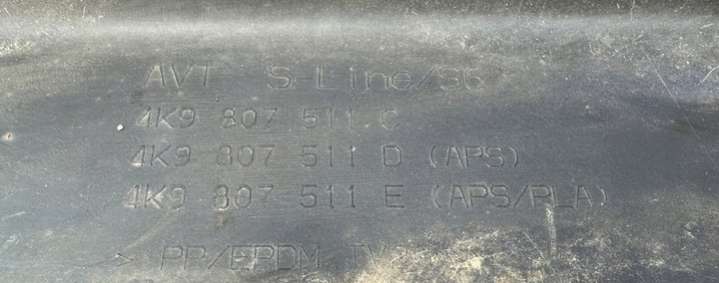 AVT S-Line/S6
4K9 807 511 C
4K9 807 511 D (APS)
4K9 807 511 E (APS/PLA)
> PP/EPDM